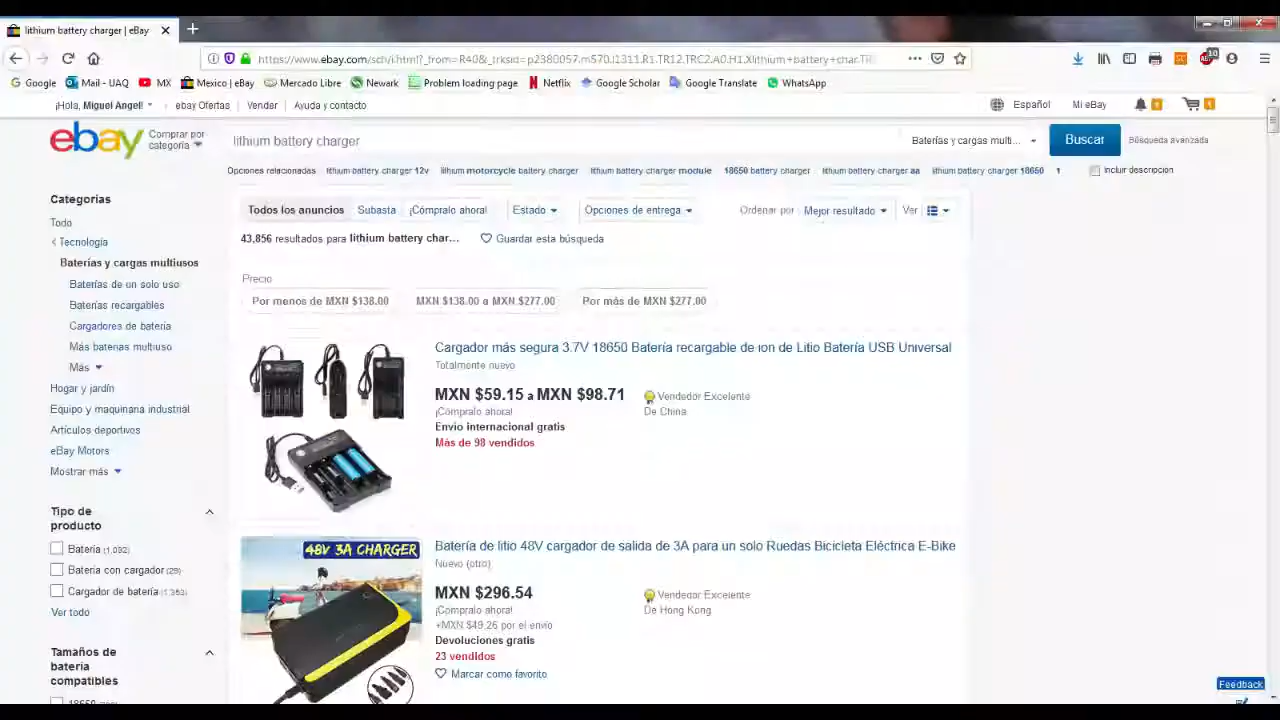 lithium battery charger | eBay
https://www.ebay.com/sch/i.html?_from=R40&_trksid=p2380057.m570.l1311.R1.TR12.TRC2.A0.H1.Xlithium+battery+char.TR
10
Google
Mail - UAQ
MX
Mexico | eBay
Mercado Libre
Newark
Problem loading page
Netflix
Google Scholar
Google Translate
WhatsApp
¡Hola, Miguel Angel!
ebay Ofertas
Vender
Ayuda y contacto
Español
Mi eBay
ebay
Comprar por categoría
lithium battery charger
Baterías y cargas multi...
Buscar
Búsqueda avanzada
Opciones relacionadas
lithium battery charger 12v
lithium motorcycle battery charger
lithium battery charger module
18650 battery charger
lithium battery charger aa
lithium battery charger 18650
Incluir descripción
Categorías
Todo
Tecnología
Baterías y cargas multiusos
Baterías de un solo uso
Baterías recargables
Cargadores de batería
Más baterías multiuso
Más
Hogar y jardín
Equipo y maquinaria industrial
Artículos deportivos
eBay Motors
Mostrar más
Tipo de producto
Batería (1,092)
Batería con cargador (29)
Cargador de batería
Ver todo
Tamaños de batería compatibles
18650
Todos los anuncios
Subasta
¡Cómpralo ahora!
Estado
Opciones de entrega
Ordenar por
Mejor resultado
Ver
43,856 resultados para lithium battery char...
Guardar esta búsqueda
Precio
Por menos de MXN $138.00
MXN $138.00 a MXN $277.00
Por más de MXN $277.00
Cargador más segura 3.7V 18650 Batería recargable de ion de Litio Batería USB Universal
Totalmente nuevo
MXN $59.15 a MXN $98.71
¡Cómpralo ahora!
Envío internacional gratis
Más de 98 vendidos
Vendedor Excelente
De China
48V 3A CHARGER
Batería de litio 48V cargador de salida de 3A para un solo Ruedas Bicicleta Eléctrica E-Bike
Nuevo (otro)
MXN $296.54
¡Cómpralo ahora!
+MXN $49.26 por el envío
Devoluciones gratis
23 vendidos
Marcar como favorito
Vendedor Excelente
De Hong Kong
Feedback